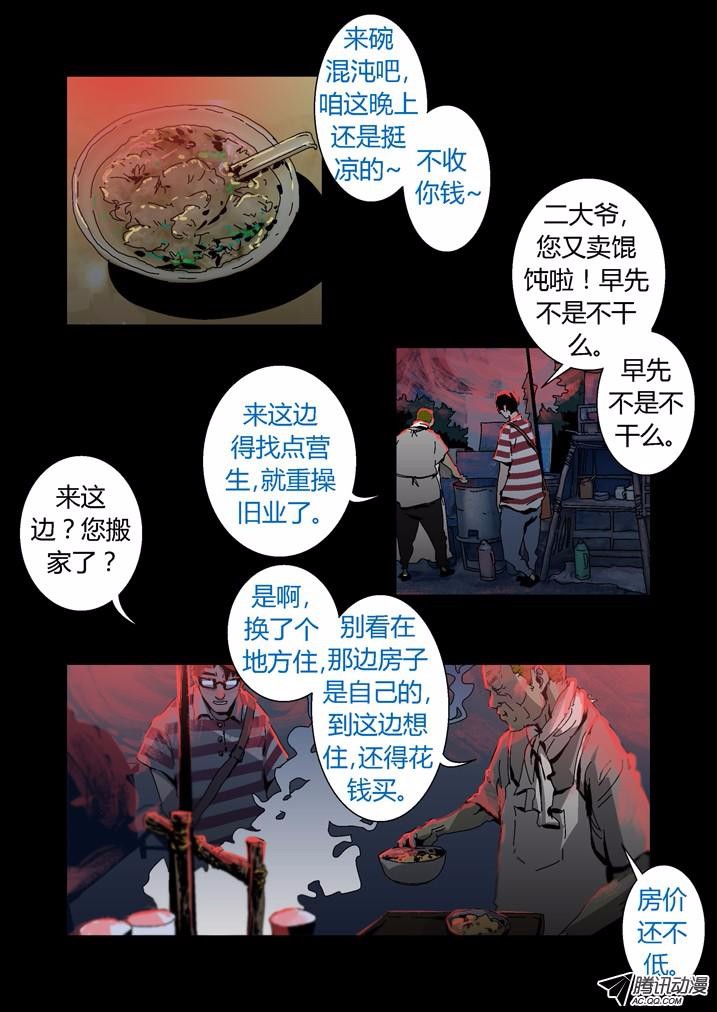 来碗
混沌吧，
咱这晚上
还是挺
凉的~
不收
你钱~
二大爷，
您又卖馄
饨啦！早先
不是不干
么。
早先
不是不
干么。
来这边
得找点营
生，就重操
旧业了。
来这
边？您搬
家了？
是啊，
换了个
地方住，
别看在
那边房子
是自己的，
到这边想
住，还得花
钱买。
房价
还不
低。
腾讯动漫
AC.QQ.COM